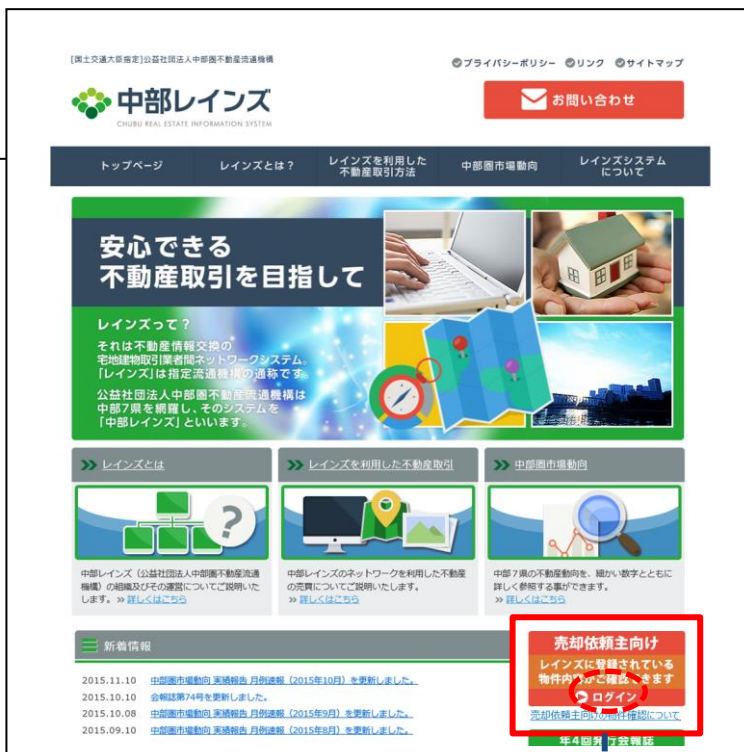 [国土交通大臣指定]公益社団法人中部圏不動産流通機構
プライバシーポリシー リンク サイトマップ
中部レインズ
CHUBU REAL ESTATE INFORMATION SYSTEM
お問い合わせ
トップページ
レインズとは？
レインズを利用した
不動産取引方法
中部圏市場動向
レインズシステム
について
安心できる
不動産取引を目指して
レインズって？
それは不動産情報交換の
宅地建物取引業者間ネットワークシステム。
「レインズ」は指定流通機構の通称です。
公益社団法人中部圏不動産流通機構は
中部7県を網羅し、そのシステムを
「中部レインズ」といいます。
レインズとは
中部レインズ（公益社団法人中部圏不動産流通
機構）の組織及びその運営についてご説明いた
します。» 詳しくはこちら
レインズを利用した不動産取引
中部レインズのネットワークを利用した不動産
の売買についてご説明いたします。
» 詳しくはこちら
中部圏市場動向
中部７県の不動産動向を、細かい数字とともに
詳しく参照する事ができます。
» 詳しくはこちら
新着情報
2015.11.10 中部圏市場動向 実績報告 月例速報（2015年10月）を更新しました。
2015.10.10 会報誌第74号を更新しました。
2015.10.08 中部圏市場動向 実績報告 月例速報（2015年9月）を更新しました。
2015.09.10 中部圏市場動向 実績報告 月例速報（2015年8月）を更新しました。
売却依頼主向け
レインズに登録されている
物件内容がご確認できます
ログイン
売却依頼主向けの物件確認について
年4回発行会報誌